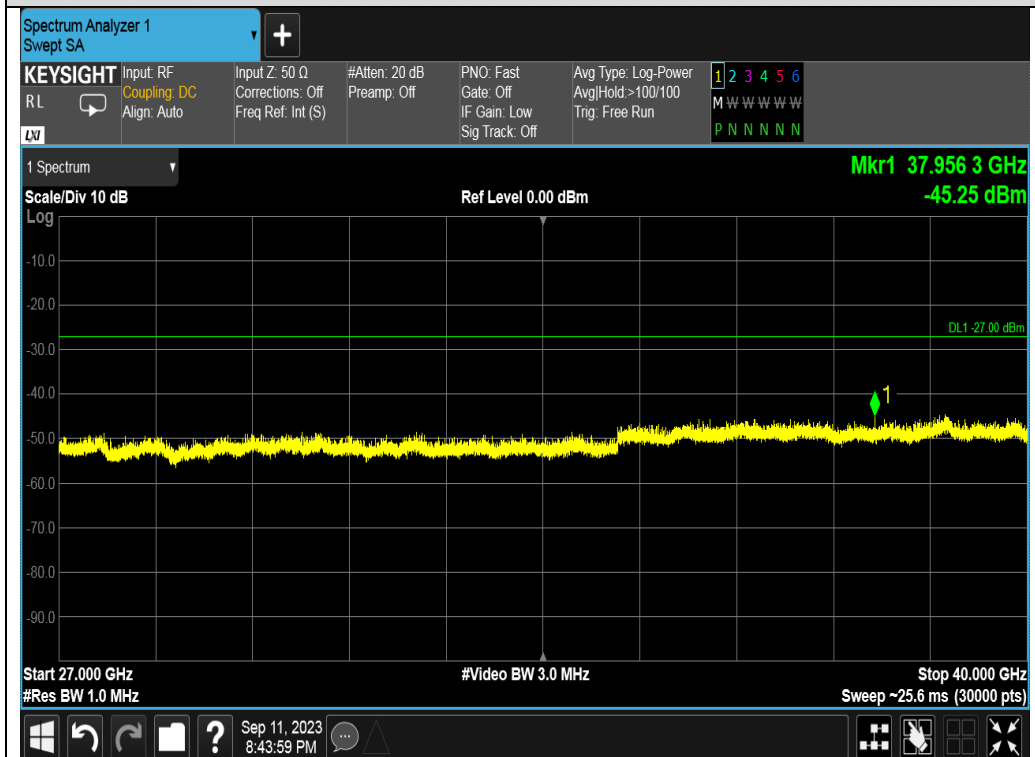 Spectrum Analyzer 1
Swept SA
+
KEYSIGHT
RL
LXI
Input: RF
Coupling: DC
Align: Auto
Input Z: 50 Ω
Corrections: Off
Freq Ref: Int (S)
#Atten: 20 dB
Preamp: Off
PNO: Fast
Gate: Off
IF Gain: Low
Sig Track: Off
Avg Type: Log-Power
Avg|Hold:>100/100
Trig: Free Run
1 2 3 4 5 6
M W W W W W
P N N N N N
1 Spectrum
Mkr1 37.956 3 GHz
Scale/Div 10 dB
Ref Level 0.00 dBm
-45.25 dBm
Log
-10.0
-20.0
DL1 -27.00 dBm
-30.0
-40.0
1
-50.0
-60.0
-70.0
-80.0
-90.0
Start 27.000 GHz
#Video BW 3.0 MHz
Stop 40.000 GHz
#Res BW 1.0 MHz
Sweep ~25.6 ms (30000 pts)
?
Sep 11, 2023
8:43:59 PM